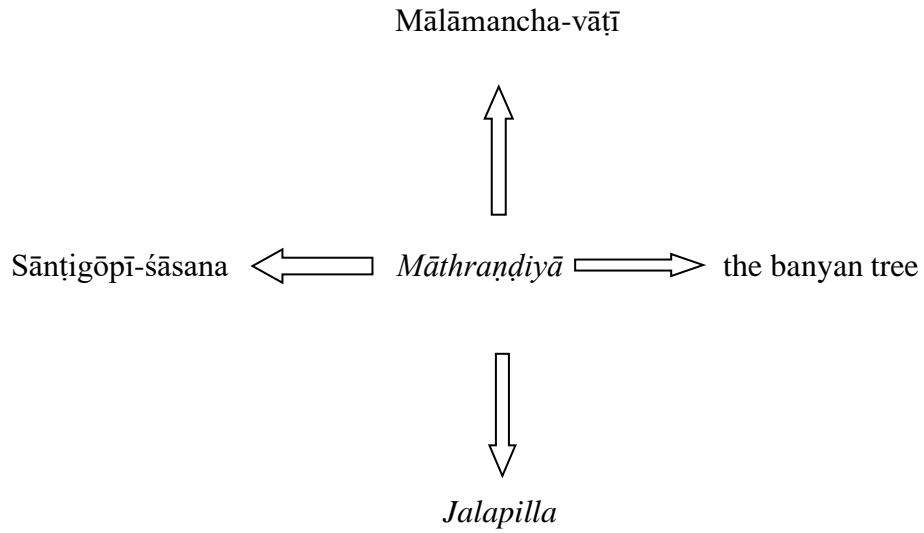 Mālāmancha-vāṭī
Sānṭigōpī-śāsana Māthraṇḍiyā the banyan tree
Jalapilla